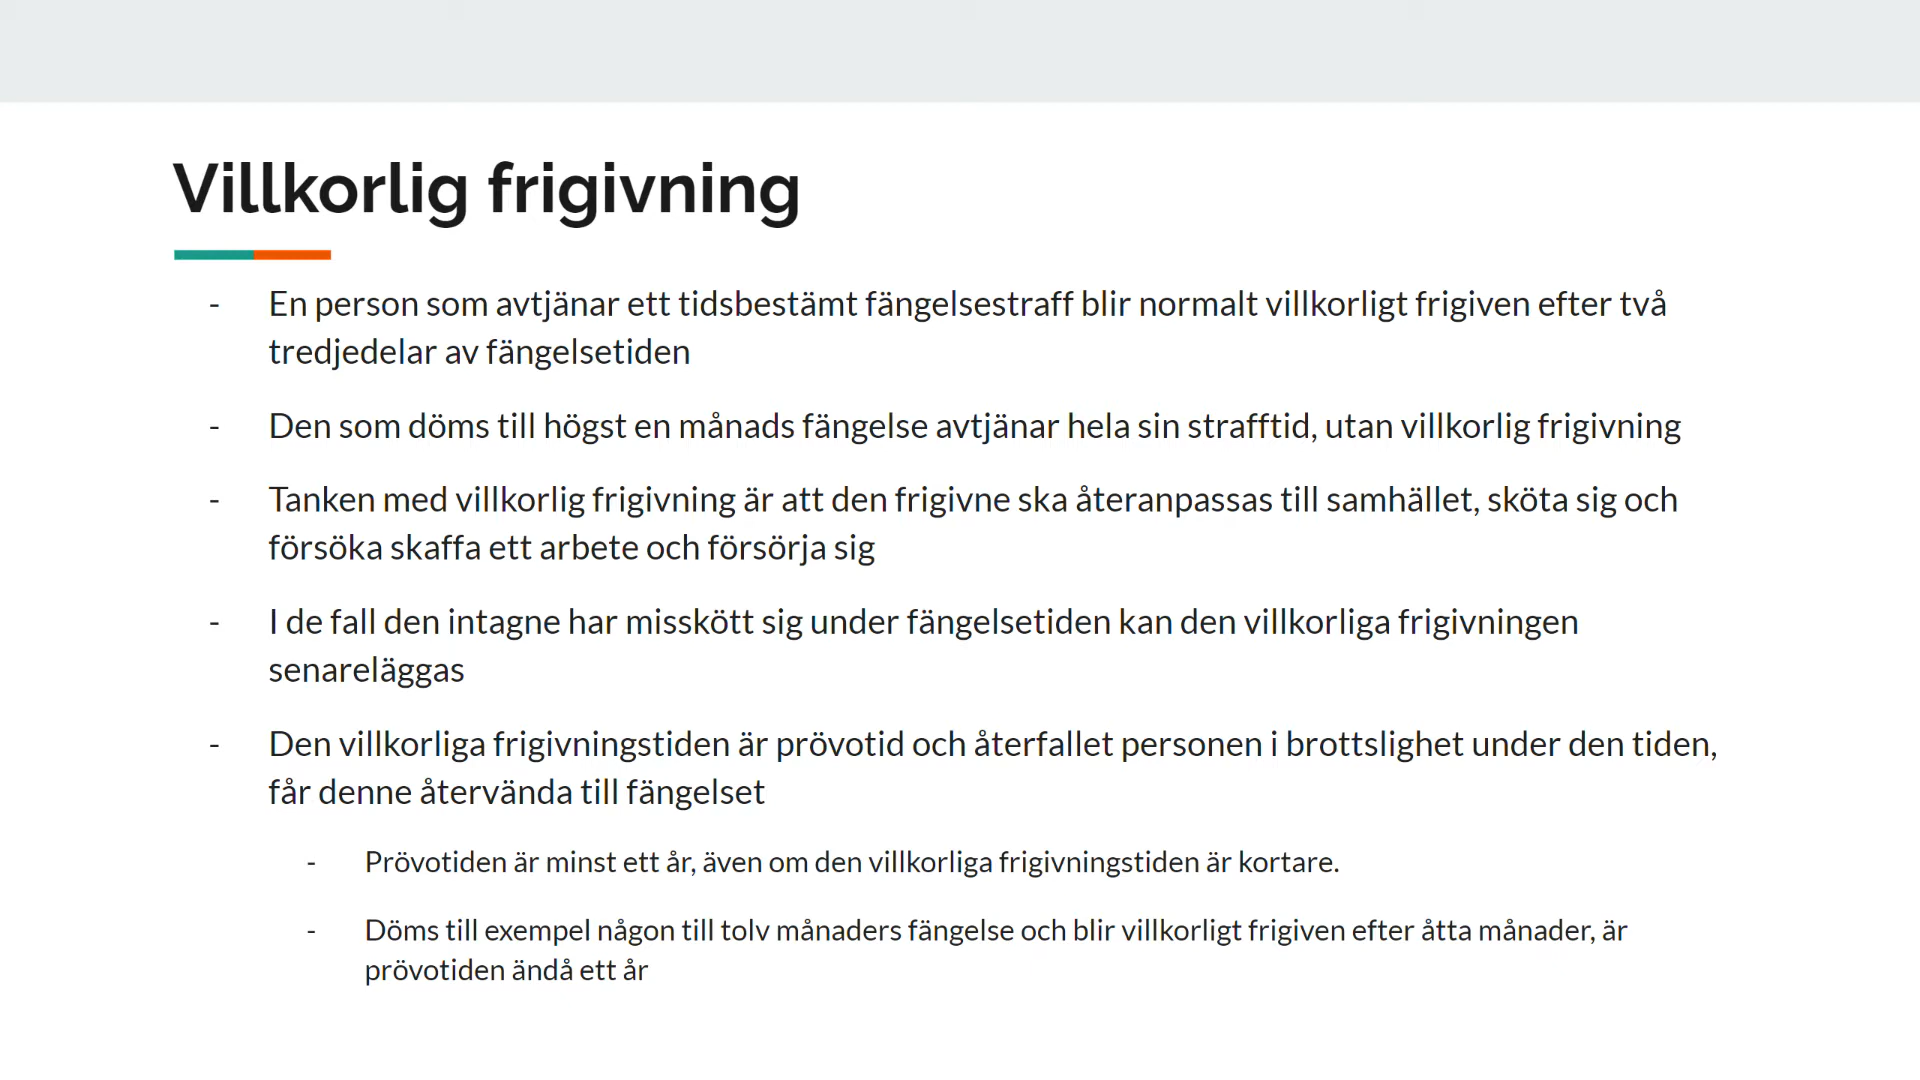 Villkorlig frigivning
- En person som avtjänar ett tidsbestämt fängelsestraff blir normalt villkorligt frigiven efter två
tredjedelar av fängelsetiden
- Den som döms till högst en månads fängelse avtjänar hela sin strafftid, utan villkorlig frigivning
- Tanken med villkorlig frigivning är att den frigivne ska återanpassas till samhället, sköta sig och
försöka skaffa ett arbete och försörja sig
- I de fall den intagne har misskött sig under fängelsetiden kan den villkorliga frigivningen
senareläggas
- Den villkorliga frigivningstiden är prövotid och återfallet personen i brottslighet under den tiden,
får denne återvända till fängelset
- Prövotiden är minst ett år, även om den villkorliga frigivningstiden är kortare.
- Döms till exempel någon till tolv månaders fängelse och blir villkorligt frigiven efter åtta månader, är
prövotiden ändå ett år